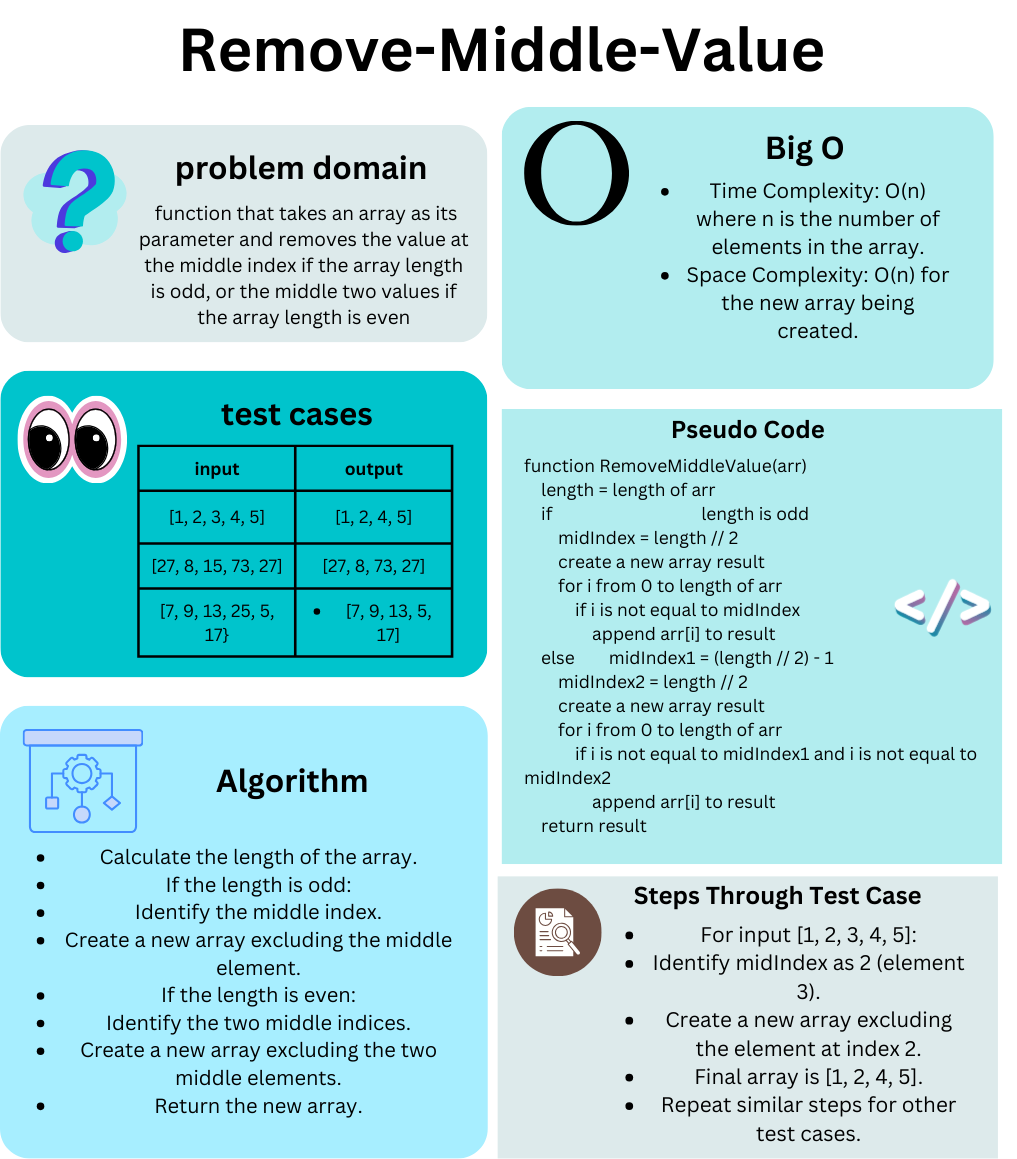 Remove-Middle-Value
problem domain
function that takes an array as its
parameter and removes the value at
the middle index if the array length
is odd, or the middle two values if
the array length is even
Big O
• Time Complexity: O(n)
where n is the number of
elements in the array.
• Space Complexity: O(n) for
the new array being
created.
test cases
input output
[1, 2, 3, 4, 5] [1, 2, 4, 5]
[27, 8, 15, 73, 27] [27, 8, 73, 27]
[7, 9, 13, 25, 5,
17}
• [7, 9, 13, 5,
17]
Pseudo Code
function RemoveMiddleValue(arr)
length = length of arr
if length is odd
midIndex = length // 2
create a new array result
for i from 0 to length of arr
if i is not equal to midIndex
append arr[i] to result
else midIndex1 = (length // 2) - 1
midIndex2 = length // 2
create a new array result
for i from 0 to length of arr
if i is not equal to midIndex1 and i is not equal to
midIndex2
append arr[i] to result
return result
</>
Algorithm
• Calculate the length of the array.
• If the length is odd:
• Identify the middle index.
• Create a new array excluding the middle
element.
• If the length is even:
• Identify the two middle indices.
• Create a new array excluding the two
middle elements.
• Return the new array.
Steps Through Test Case
• For input [1, 2, 3, 4, 5]:
• Identify midIndex as 2 (element
3).
• Create a new array excluding
the element at index 2.
• Final array is [1, 2, 4, 5].
• Repeat similar steps for other
test cases.